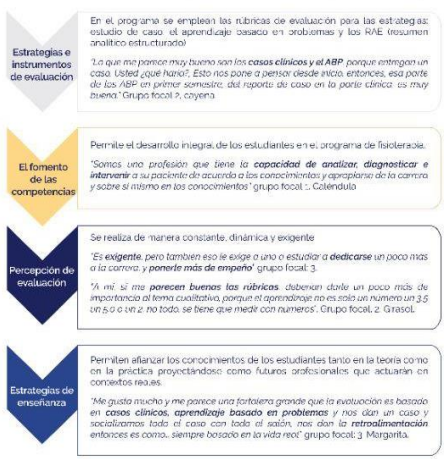 Estrategias e
instrumentos
de evaluación
En el programa se emplean las rúbricas de evaluación para las estrategias:
estudio de caso, el aprendizaje basado en problemas y los RAE (resumen
analítico estructurado)
"Lo que me parece muy bueno son los casos clínicos y el ABP porque entregan un
caso. Usted ¿qué haría?, Esto nos pone a pensar desde inicio, entonces, esa parte
de los ABP en primer semestre, del reporte de caso en la parte clínica es muy
buena." Grupo focal 2, cayena.
El fomento
de las
competencias
Permite el desarrollo integral de los estudiantes en el programa de fisioterapia.
"Somos una profesión que tiene la capacidad de analizar, diagnosticar e
intervenir a su paciente de acuerdo a los conocimientos y apropiarse de la carrera
y sobre si mismo en los conocimientos" grupo focal 1. Caléndula
Percepción de
evaluación
Se realiza de manera constante, dinámica y exigente
"Es exigente, pero también eso le exige a uno o estudiar a dedicarse un poco más
a la carrera, y ponerle más de empeño" grupo focal: 3.
"A mí, si me parecen buenas las rúbricas, deberían darle un poco más de
importancia al tema cualitativo, porque el aprendizaje no es solo un número un 3.5
un 5.0 o un 2, no todo, se tiene que medir con números". Grupo focal, 2. Girasol.
Estrategias de
enseñanza
Permiten afianzar los conocimientos de los estudiantes tanto en la teoría como
en la práctica proyectándose como futuros profesionales que actuarán en
contextos reales.
"Me gusta mucho y me parece una fortaleza grande que la evaluación es basado
en casos clínicos, aprendizaje basado en problemas y nos dan un caso y
socializamos todo el caso con todo el salón, nos dan la retroalimentación
entonces es como... siempre basado en la vida real" grupo focal: 3. Margarita.